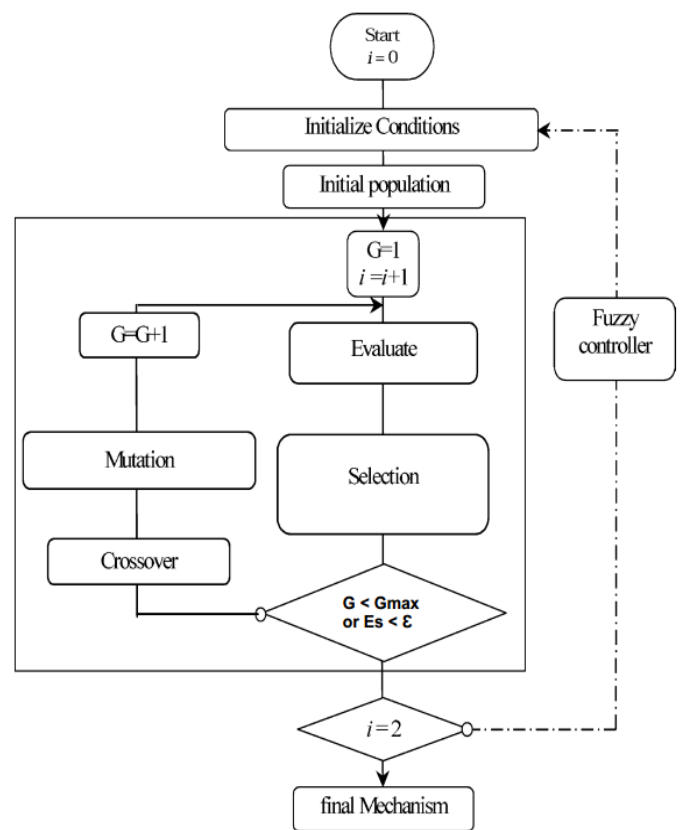 Start
i = 0
Initialize Conditions
Initial population
G=1
i =i+1
G=G+1
Evaluate
Fuzzy
controller
Mutation
Selection
Crossover
G < Gmax
or Es < Ɛ
i = 2
final Mechanism